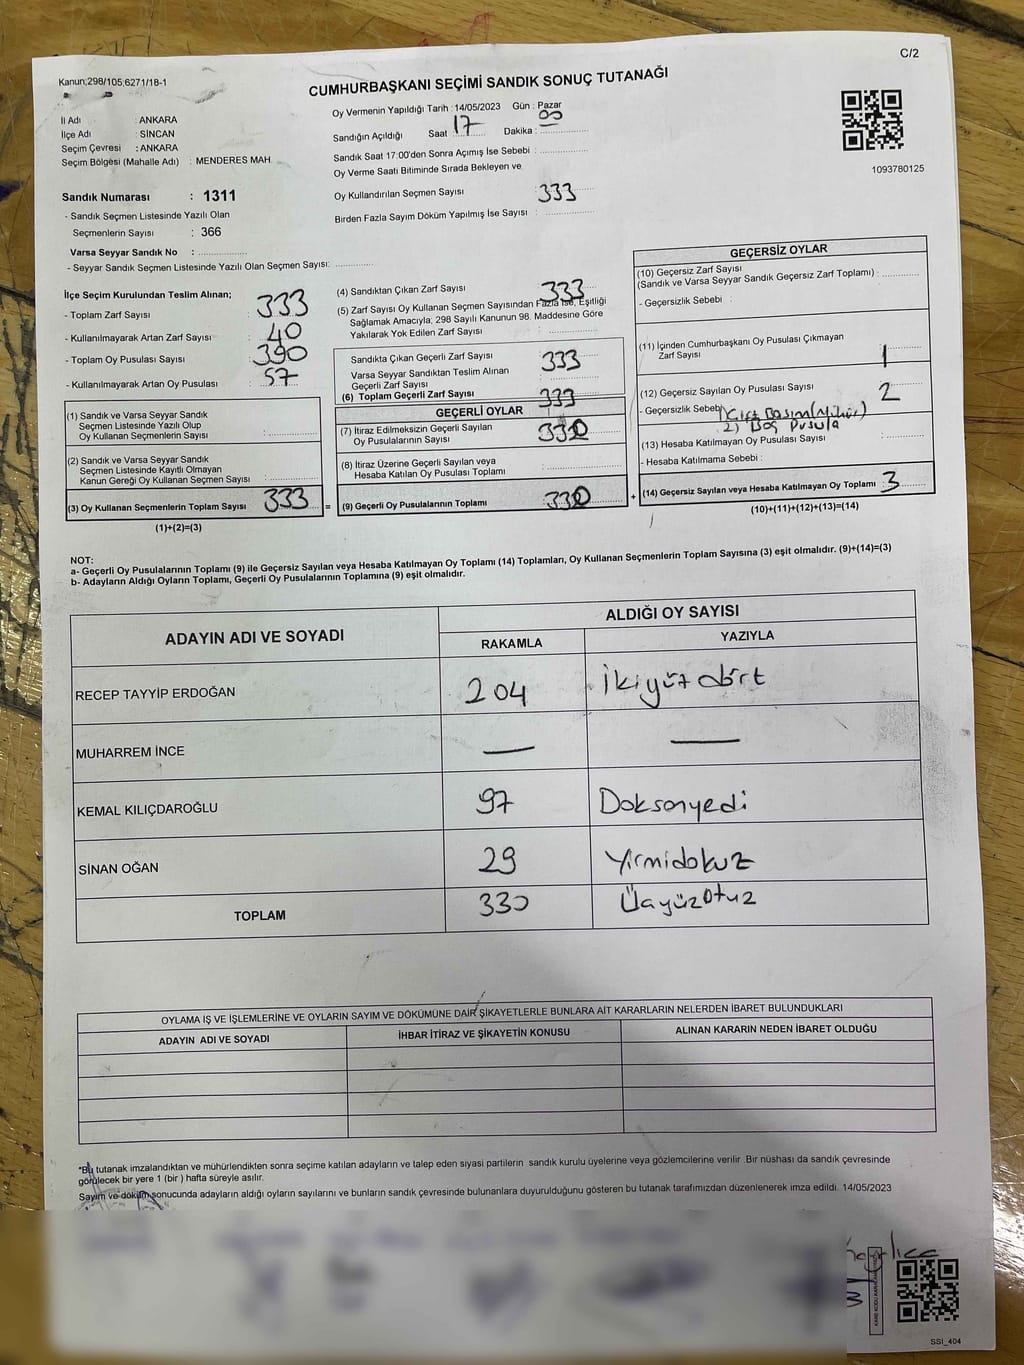 C/2
Kanun;298/105;6271/18-1
CUMHURBAŞKANI SEÇİMİ SANDIK SONUÇ TUTANAĞI
1093780125
İl Adı : ANKARA
İlçe Adı : SİNCAN
Seçim Çevresi : ANKARA
Seçim Bölgesi (Mahalle Adı) : MENDERES MAH.
Sandık Numarası : 1311
- Sandık Seçmen Listesinde Yazılı Olan
Seçmenlerin Sayısı : 366
Varsa Seyyar Sandık No :
- Seyyar Sandık Seçmen Listesinde Yazılı Olan Seçmen Sayısı:
Oy Vermenin Yapıldığı Tarih : 14/05/2023 Gün : Pazar
Sandığın Açıldığı Saat : 17 Dakika : 00
Sandık Saat 17:00'den Sonra Açımış İse Sebebi :
Oy Verme Saati Bitiminde Sırada Bekleyen ve
Oy Kullandırılan Seçmen Sayısı : 333
Birden Fazla Sayım Döküm Yapılmış İse Sayısı :
İlçe Seçim Kurulundan Teslim Alınan;
- Toplam Zarf Sayısı : 333
- Kullanılmayarak Artan Zarf Sayısı : 40
- Toplam Oy Pusulası Sayısı : 390
- Kullanılmayarak Artan Oy Pusulası : 57
(1) Sandık ve Varsa Seyyar Sandık
Seçmen Listesinde Yazılı Olup
Oy Kullanan Seçmenlerin Sayısı :
(2) Sandık ve Varsa Seyyar Sandık
Seçmen Listesinde Kayıtlı Olmayan
Kanun Gereği Oy Kullanan Seçmen Sayısı :
(3) Oy Kullanan Seçmenlerin Toplam Sayısı 333
(1)+(2)=(3)
=
(4) Sandıktan Çıkan Zarf Sayısı : 333
(5) Zarf Sayısı Oy Kullanan Seçmen Sayısından Fazla İse, Eşitliği
Sağlamak Amacıyla; 298 Sayılı Kanunun 98. Maddesine Göre
Yakılarak Yok Edilen Zarf Sayısı :
Sandıkta Çıkan Geçerli Zarf Sayısı : 333
Varsa Seyyar Sandıktan Teslim Alınan
Geçerli Zarf Sayısı :
(6) Toplam Geçerli Zarf Sayısı : 333
GEÇERLİ OYLAR
(7) İtiraz Edilmeksizin Geçerli Sayılan
Oy Pusulalarının Sayısı : 330
(8) İtiraz Üzerine Geçerli Sayılan veya
Hesaba Katılan Oy Pusulası Toplamı :
(9) Geçerli Oy Pusulalarının Toplamı : 330
+
GEÇERSİZ OYLAR
(10) Geçersiz Zarf Sayısı
(Sandık ve Varsa Seyyar Sandık Geçersiz Zarf Toplamı) :
- Geçersizlik Sebebi :
(11) İçinden Cumhurbaşkanı Oy Pusulası Çıkmayan
Zarf Sayısı : 1
(12) Geçersiz Sayılan Oy Pusulası Sayısı : 2
- Geçersizlik Sebebi 1) Çift Basım (Mühür)
2) Boş Pusula
(13) Hesaba Katılmayan Oy Pusulası Sayısı :
- Hesaba Katılmama Sebebi :
(14) Geçersiz Sayılan veya Hesaba Katılmayan Oy Toplamı : 3
(10)+(11)+(12)+(13)=(14)
NOT:
a- Geçerli Oy Pusulalarının Toplamı (9) ile Geçersiz Sayılan veya Hesaba Katılmayan Oy Toplamı (14) Toplamları, Oy Kullanan Seçmenlerin Toplam Sayısına (3) eşit olmalıdır. (9)+(14)=(3)
b- Adayların Aldığı Oyların Toplamı, Geçerli Oy Pusulalarının Toplamına (9) eşit olmalıdır.
ADAYIN ADI VE SOYADI
ALDIĞI OY SAYISI
RAKAMLA YAZIYLA
RECEP TAYYİP ERDOĞAN 204 İkiyüz dört
MUHARREM İNCE — —
KEMAL KILIÇDAROĞLU 97 Doksanyedi
SİNAN OĞAN 29 Yirmidokuz
TOPLAM 330 Üçyüzotuz
OYLAMA İŞ VE İŞLEMLERİNE VE OYLARIN SAYIM VE DÖKÜMÜNE DAİR ŞİKAYETLERLE BUNLARA AİT KARARLARIN NELERDEN İBARET BULUNDUKLARI
ADAYIN ADI VE SOYADI İHBAR İTİRAZ VE ŞİKAYETİN KONUSU ALINAN KARARIN NEDEN İBARET OLDUĞU
*Bu tutanak imzalandıktan ve mühürlendikten sonra seçime katılan adayların ve talep eden siyasi partilerin sandık kurulu üyelerine veya gözlemcilerine verilir .Bir nüshası da sandık çevresinde
görülecek bir yere 1 (bir ) hafta süreyle asılır.
Sayım ve döküm sonucunda adayların aldığı oyların sayılarını ve bunların sandık çevresinde bulunanlara duyurulduğunu gösteren bu tutanak tarafımızdan düzenlenerek imza edildi. 14/05/2023
SSI_404